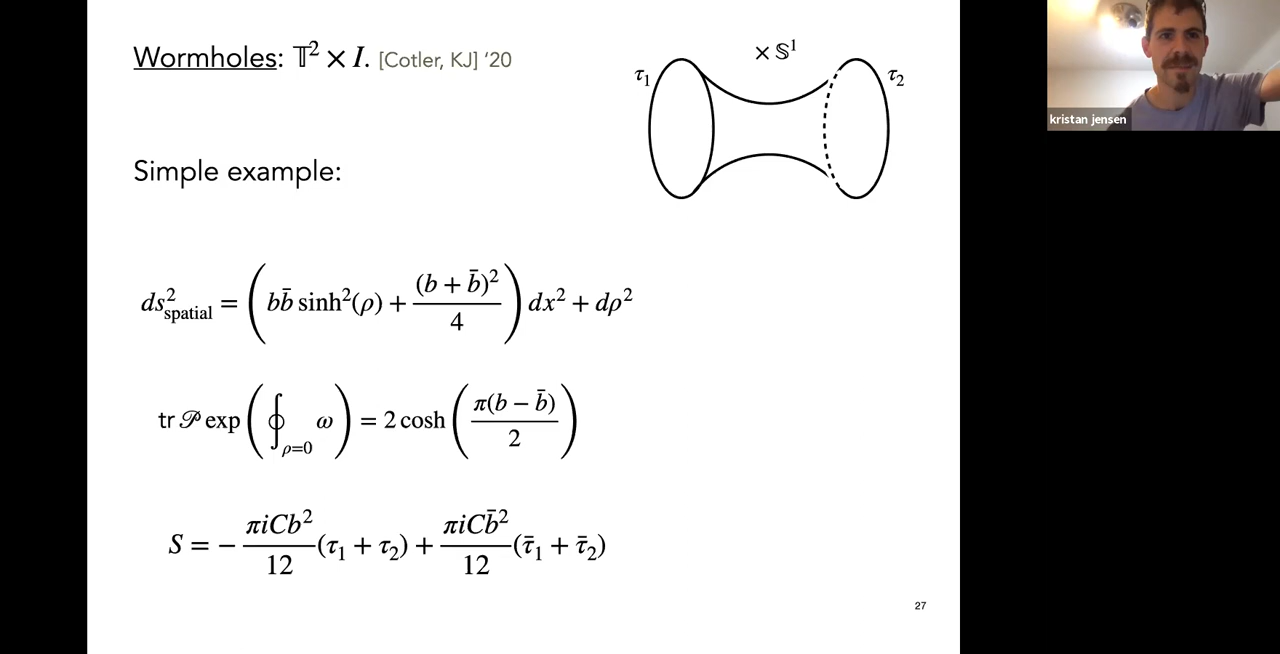 Wormholes: 𝕋² × I. [Cotler, KJ] '20
× 𝕊¹
τ₁
τ₂
Simple example:
ds²_spatial = ( b b̄ sinh²(ρ) + (b + b̄)²/4 ) dx² + dρ²
tr 𝒫 exp ( ∮_{ρ=0} ω ) = 2 cosh ( π(b − b̄)/2 )
S = − πiCb²/12 (τ₁ + τ₂) + πiCb̄²/12 (τ̄₁ + τ̄₂)
27
kristan jensen